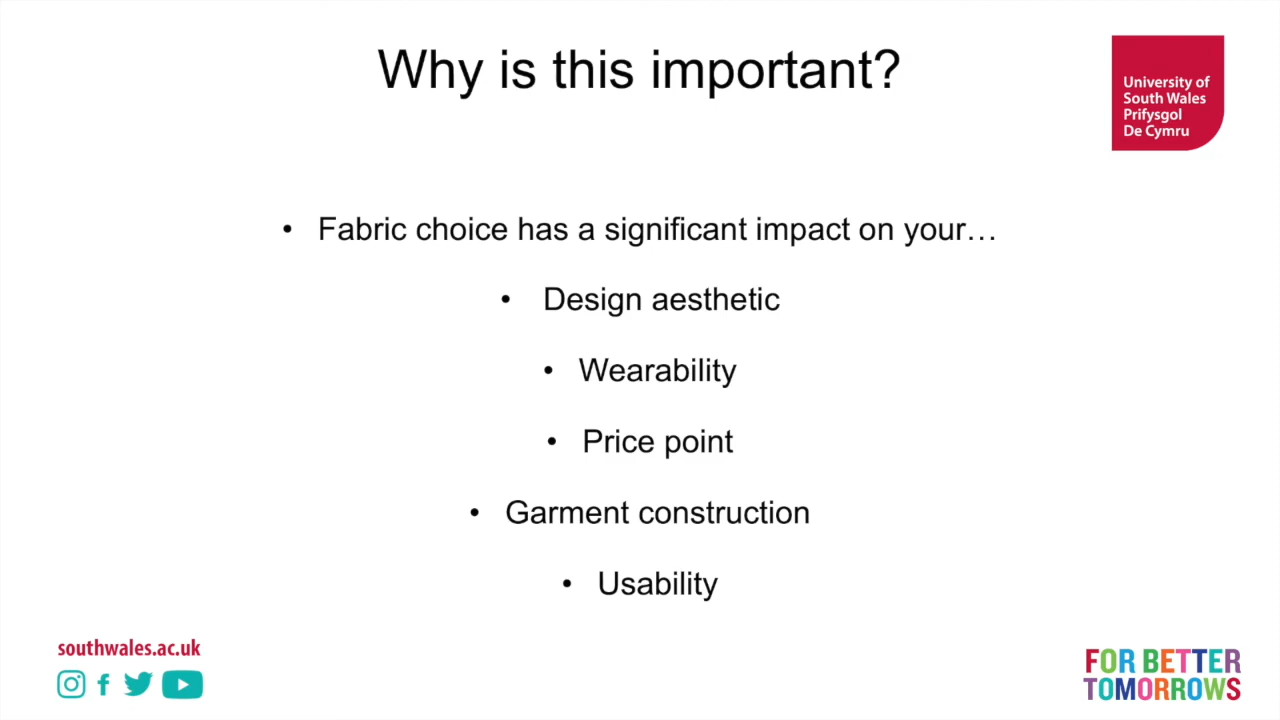 Why is this important?
University of
South Wales
Prifysgol
De Cymru
• Fabric choice has a significant impact on your…
• Design aesthetic
• Wearability
• Price point
• Garment construction
• Usability
southwales.ac.uk
FOR BETTER
TOMORROWS